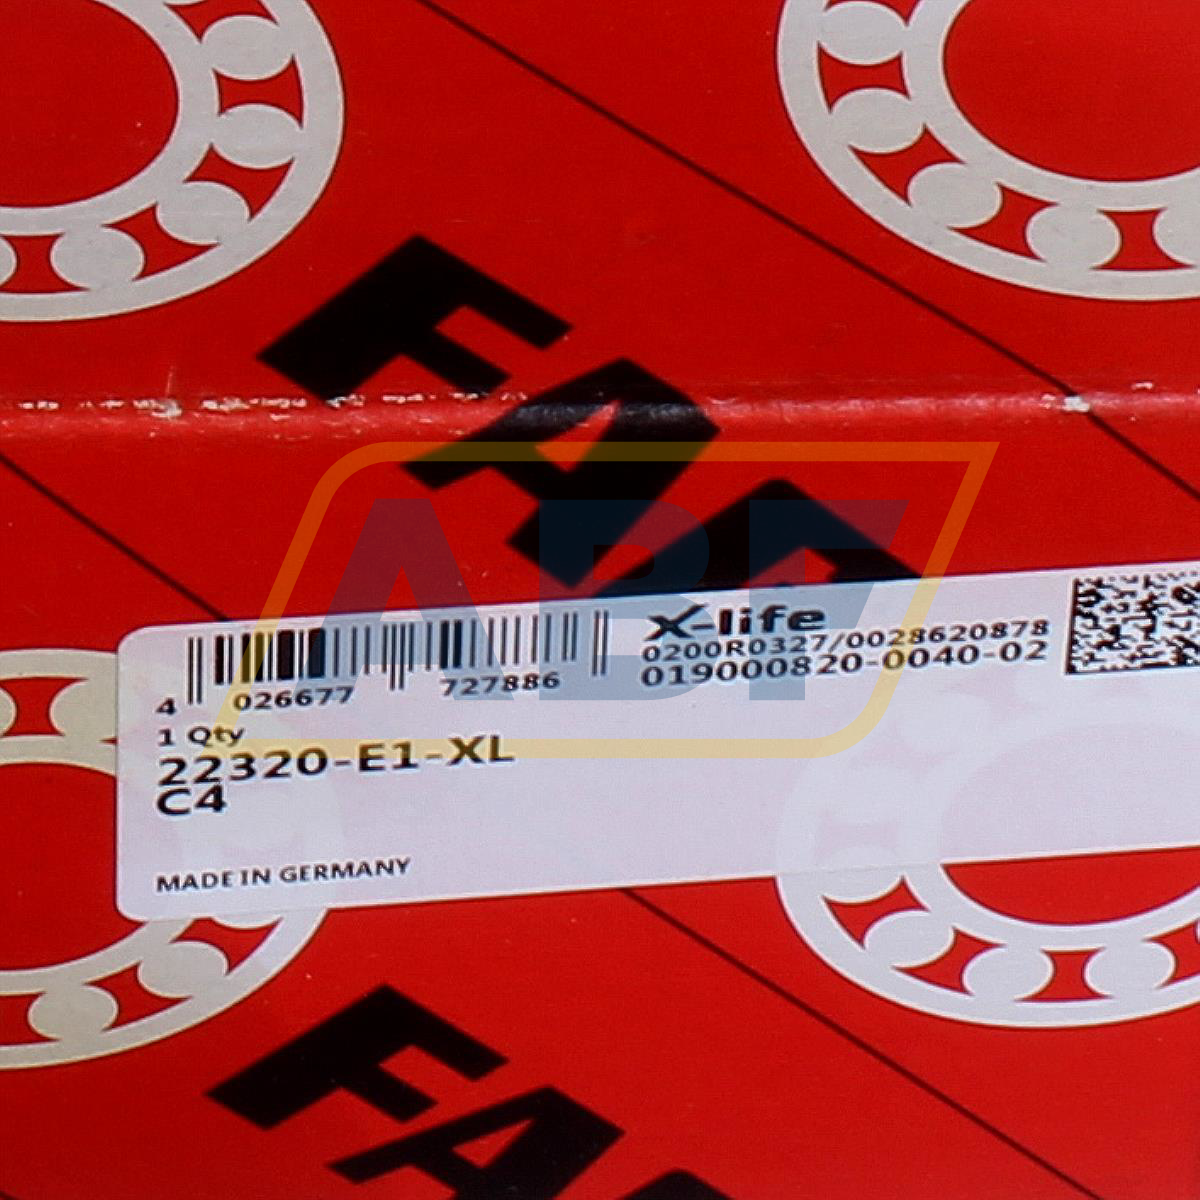 FAG
ABF
X-life
0200R0327/0028620878
019000820-0040-02
4 026677 727886
1 Qty
22320-E1-XL
C4
MADE IN GERMANY
FAG